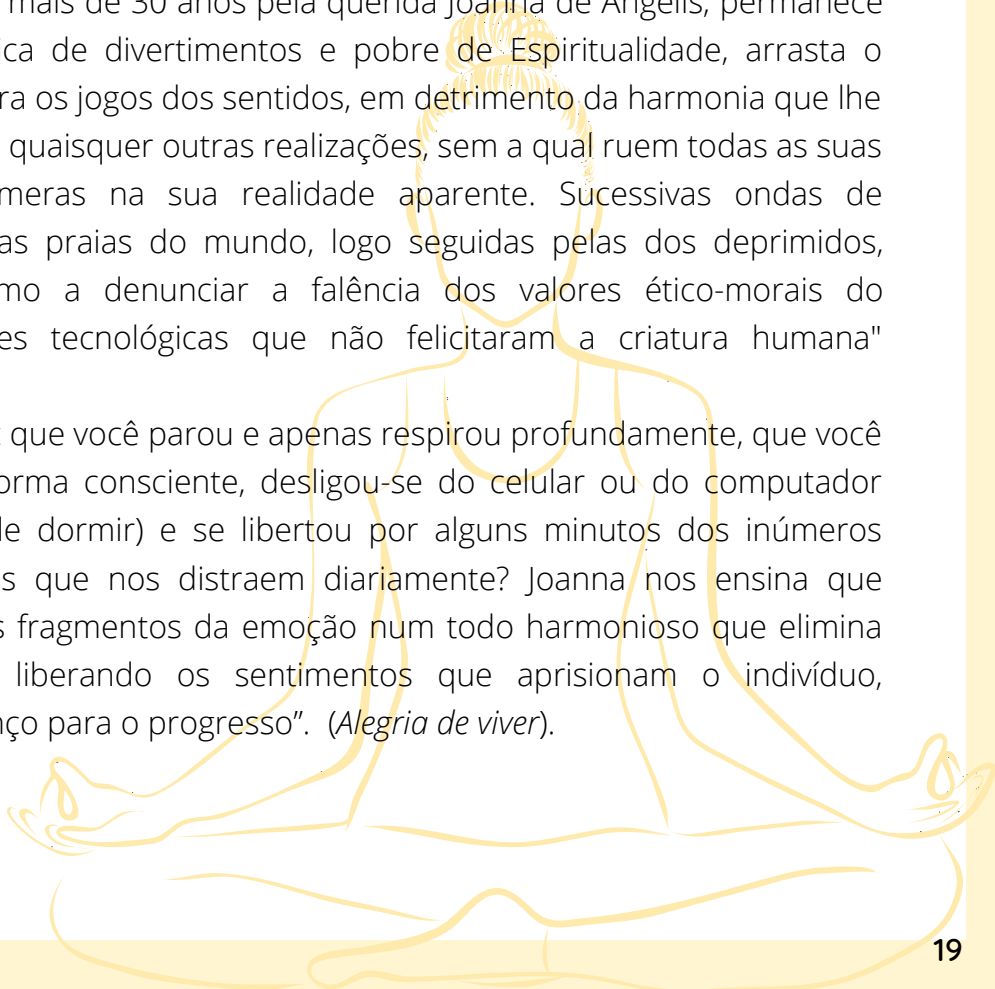 mais de 30 anos pela querida Joanna de Ângelis, permanece
ica de divertimentos e pobre de Espiritualidade, arrasta o
ra os jogos dos sentidos, em detrimento da harmonia que lhe
quaisquer outras realizações, sem a qual ruem todas as suas
meras na sua realidade aparente. Sucessivas ondas de
as praias do mundo, logo seguidas pelas dos deprimidos,
mo a denunciar a falência dos valores ético-morais do
es tecnológicas que não felicitaram a criatura humana"
que você parou e apenas respirou profundamente, que você
orma consciente, desligou-se do celular ou do computador
de dormir) e se libertou por alguns minutos dos inúmeros
s que nos distraem diariamente? Joanna nos ensina que
s fragmentos da emoção num todo harmonioso que elimina
liberando os sentimentos que aprisionam o indivíduo,
nço para o progresso”. (Alegria de viver).
19